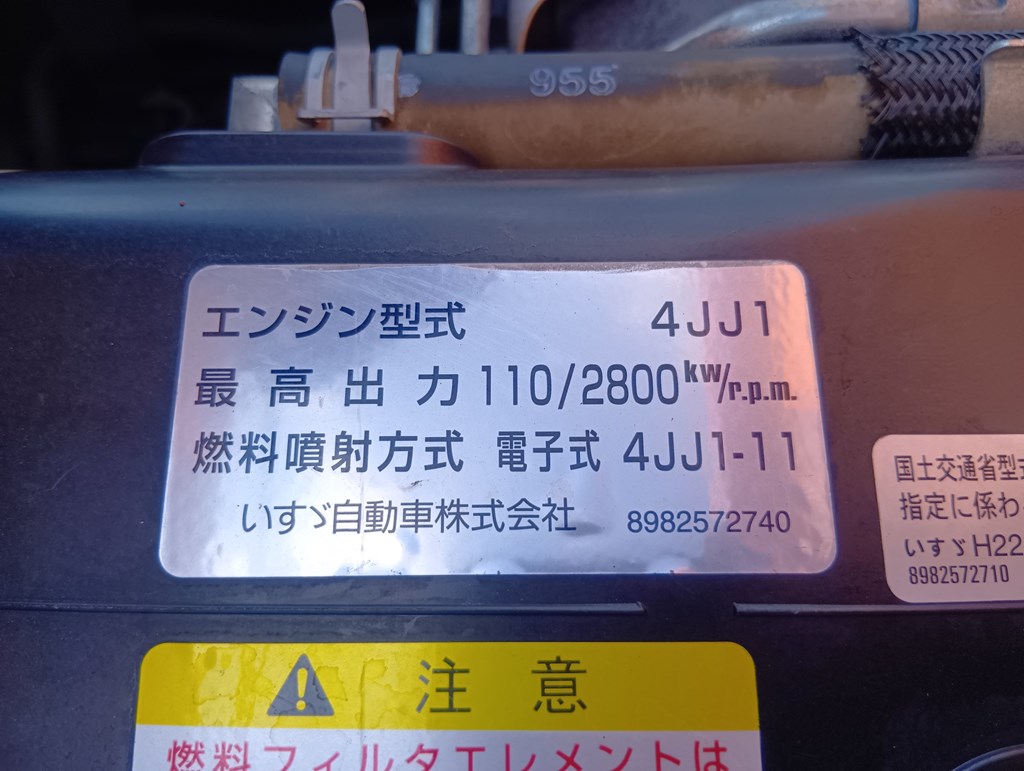 955
エンジン型式 4JJ1
最高出力 110/2800kw/r.p.m.
燃料噴射方式 電子式 4JJ1-11
いすゞ自動車株式会社 8982572740
国土交通省型式
指定に係わ
いすゞH22
8982572710
注意
燃料フィルタエレメントは